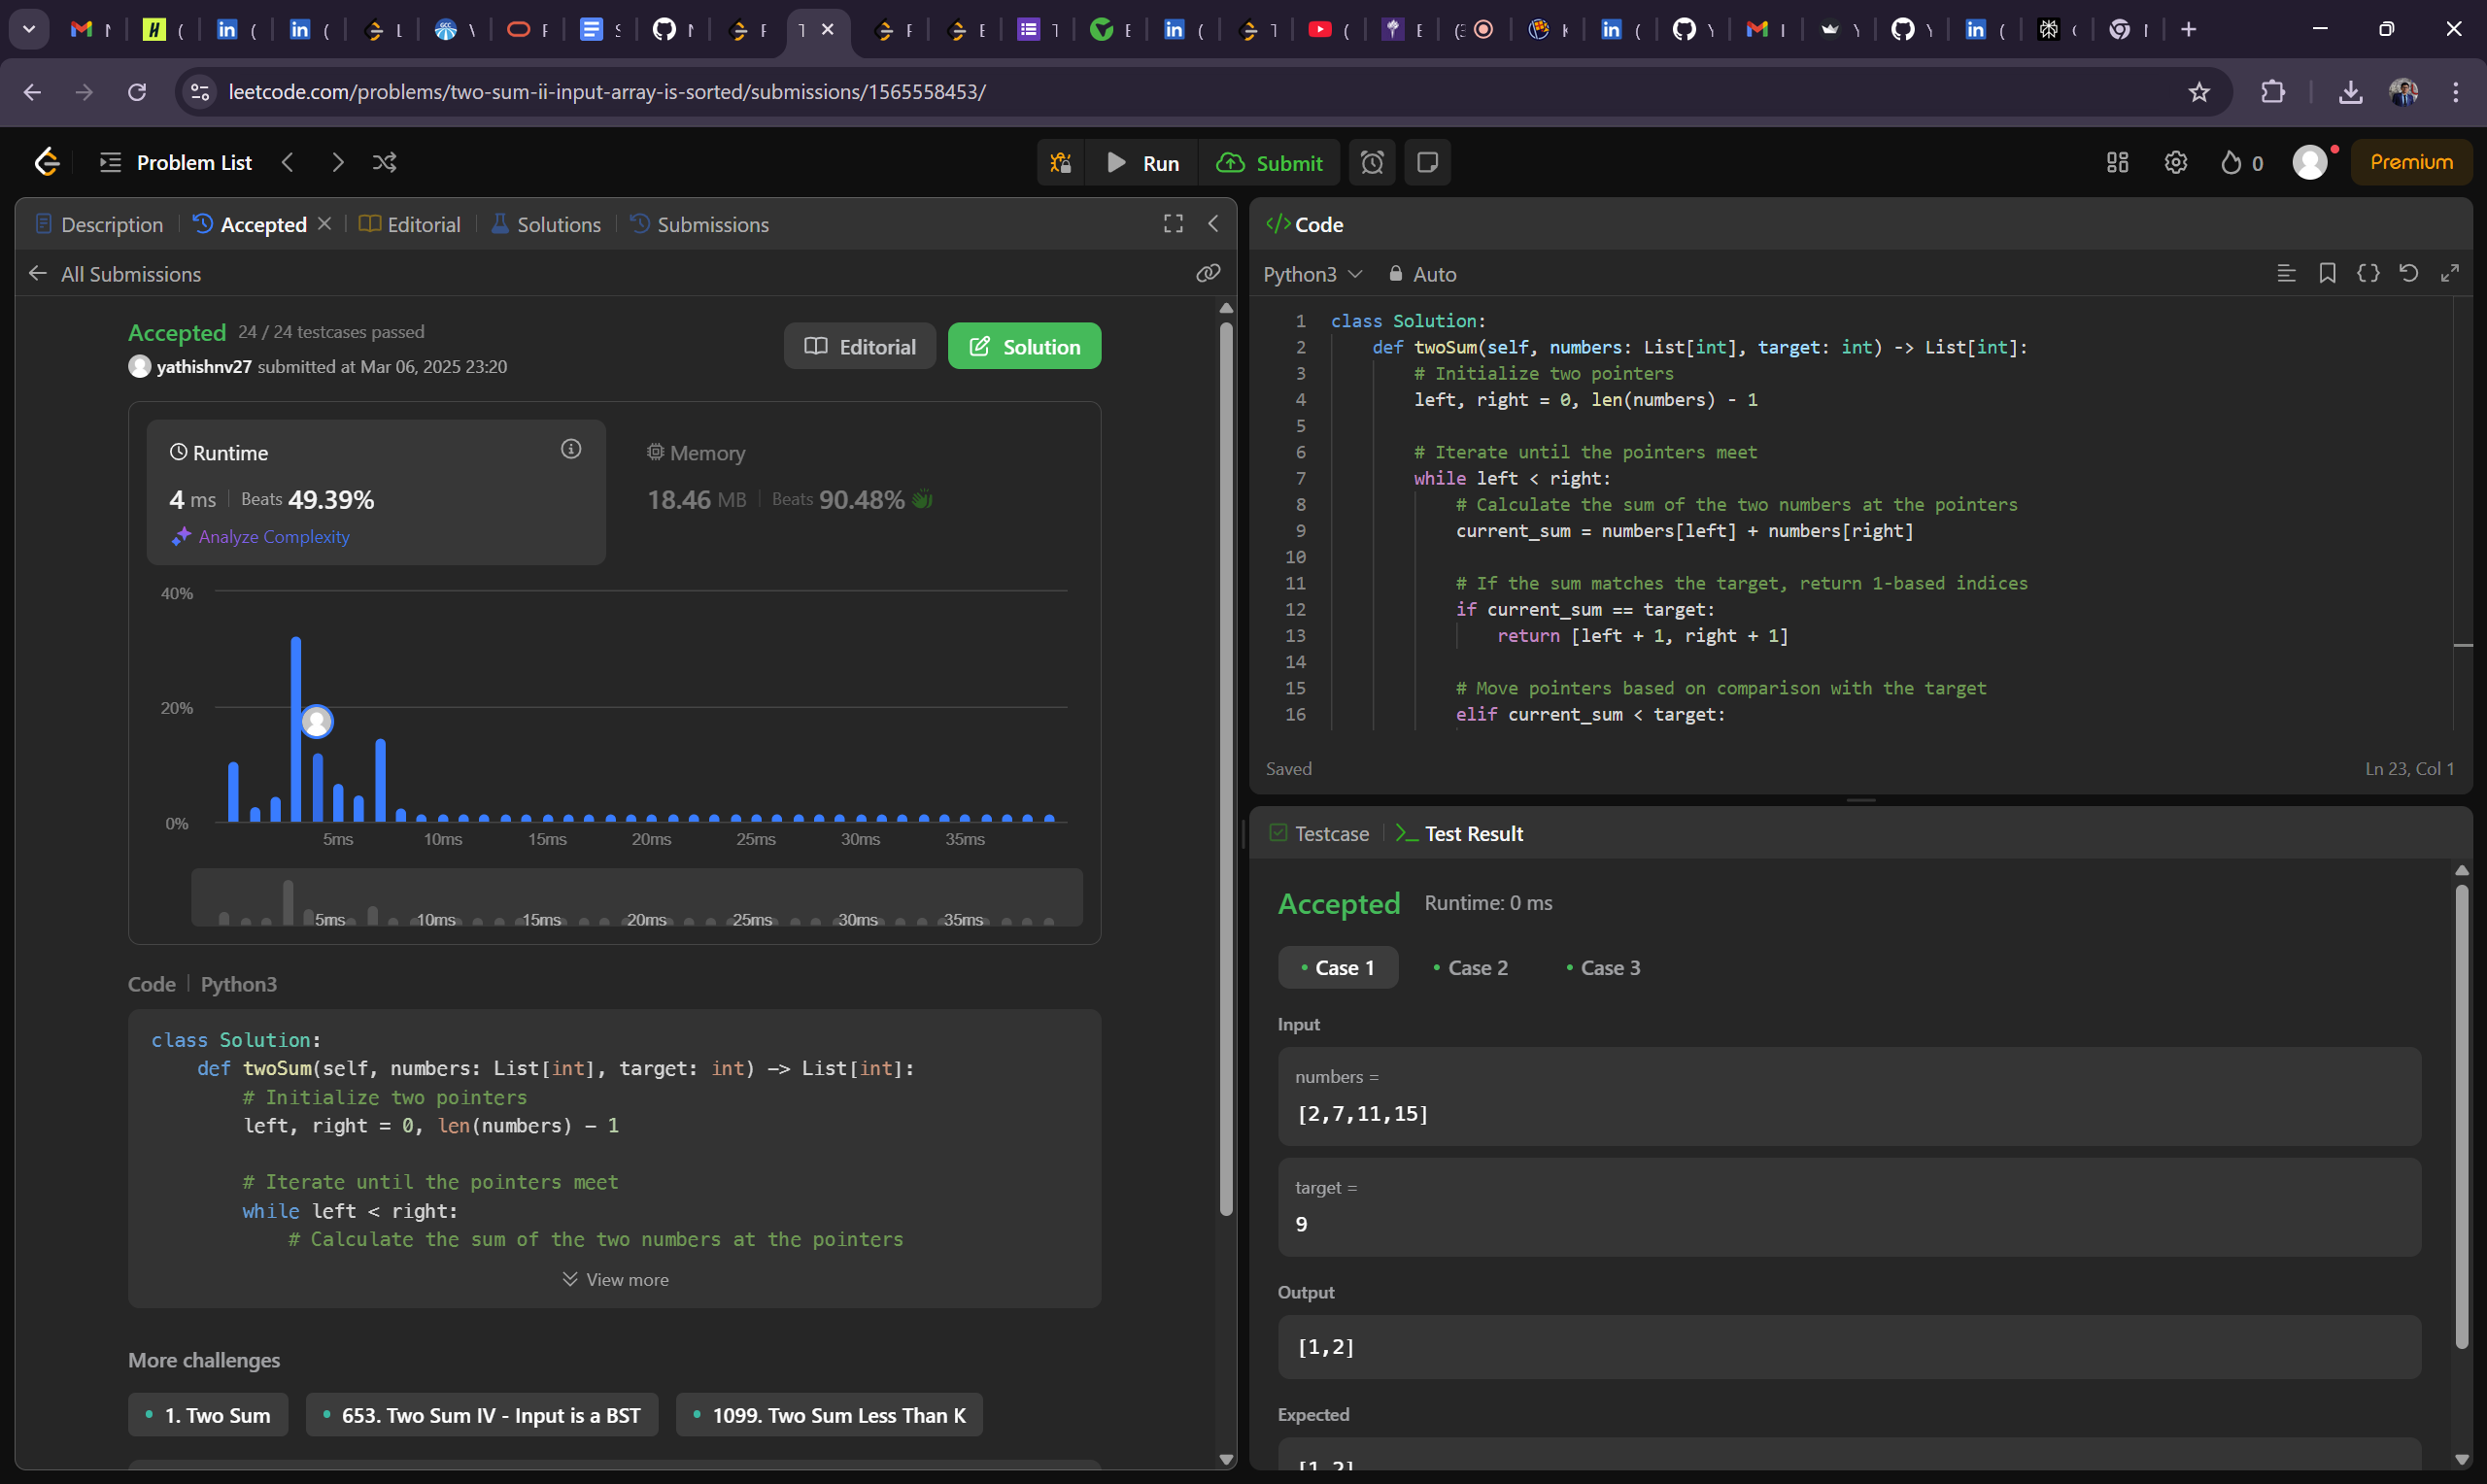 leetcode.com/problems/two-sum-ii-input-array-is-sorted/submissions/1565558453/
Problem List
Run
Submit
0
Premium
Description
Accepted
Editorial
Solutions
Submissions
All Submissions
Accepted 24 / 24 testcases passed
yathishnv27 submitted at Mar 06, 2025 23:20
Editorial
Solution
Runtime
4 ms | Beats 49.39%
Analyze Complexity
Memory
18.46 MB | Beats 90.48%
40%
20%
0%
5ms 10ms 15ms 20ms 25ms 30ms 35ms
5ms 10ms 15ms 20ms 25ms 30ms 35ms
Code | Python3
class Solution:
def twoSum(self, numbers: List[int], target: int) -> List[int]:
# Initialize two pointers
left, right = 0, len(numbers) - 1
# Iterate until the pointers meet
while left < right:
# Calculate the sum of the two numbers at the pointers
View more
More challenges
1. Two Sum
653. Two Sum IV - Input is a BST
1099. Two Sum Less Than K
</> Code
Python3
Auto
1 class Solution:
2 def twoSum(self, numbers: List[int], target: int) -> List[int]:
3 # Initialize two pointers
4 left, right = 0, len(numbers) - 1
5
6 # Iterate until the pointers meet
7 while left < right:
8 # Calculate the sum of the two numbers at the pointers
9 current_sum = numbers[left] + numbers[right]
10
11 # If the sum matches the target, return 1-based indices
12 if current_sum == target:
13 return [left + 1, right + 1]
14
15 # Move pointers based on comparison with the target
16 elif current_sum < target:
Saved
Ln 23, Col 1
Testcase
Test Result
Accepted Runtime: 0 ms
Case 1
Case 2
Case 3
Input
numbers =
[2,7,11,15]
target =
9
Output
[1,2]
Expected
[1,2]